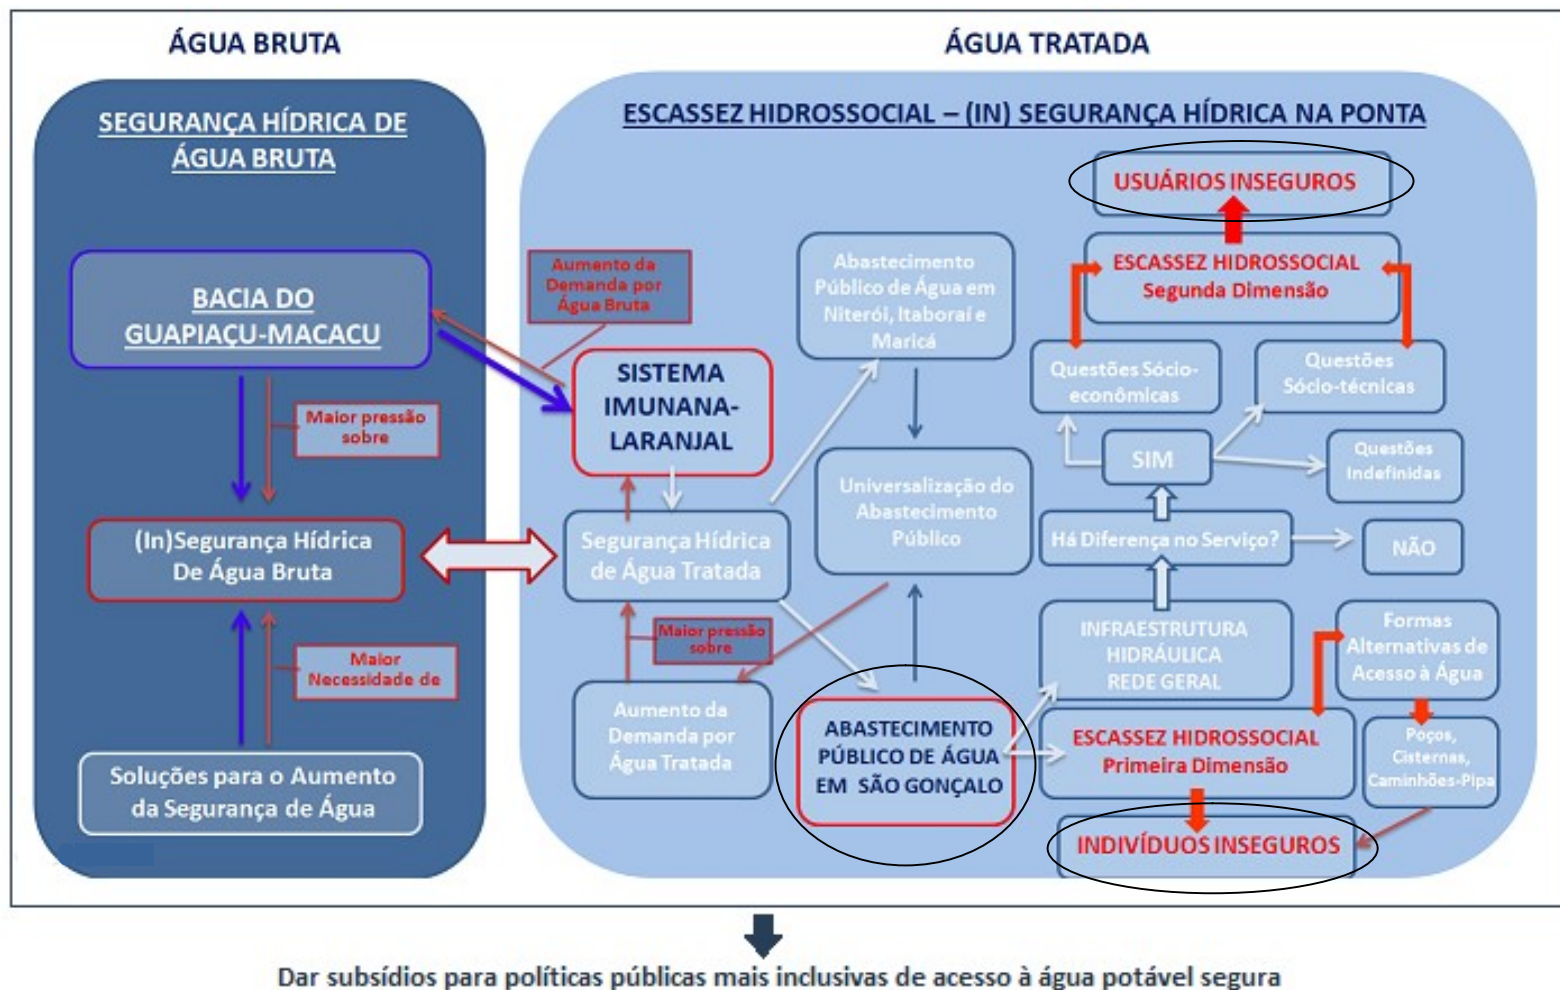 ÁGUA BRUTA
ÁGUA TRATADA
SEGURANÇA HÍDRICA DE
ÁGUA BRUTA
BACIA DO
GUAPIAÇU-MACACU
Maior pressão
sobre
(In)Segurança Hídrica
De Água Bruta
Maior
Necessidade de
Soluções para o Aumento
da Segurança de Água
ESCASSEZ HIDROSSOCIAL – (IN) SEGURANÇA HÍDRICA NA PONTA
Aumento da
Demanda por
Água Bruta
SISTEMA
IMUNANA-
LARANJAL
Segurança Hídrica
de Água Tratada
Maior pressão
sobre
Aumento da
Demanda por
Água Tratada
Abastecimento
Público de Água em
Niterói, Itaboraí e
Maricá
Universalização do
Abastecimento
Público
ABASTECIMENTO
PÚBLICO DE ÁGUA
EM SÃO GONÇALO
USUÁRIOS INSEGUROS
ESCASSEZ HIDROSSOCIAL
Segunda Dimensão
Questões Sócio-
econômicas
Questões
Sócio-técnicas
SIM
Questões
Indefinidas
Há Diferença no Serviço?
NÃO
INFRAESTRUTURA
HIDRÁULICA
REDE GERAL
Formas
Alternativas de
Acesso à Água
ESCASSEZ HIDROSSOCIAL
Primeira Dimensão
Poços,
Cisternas,
Caminhões-Pipa
INDIVÍDUOS INSEGUROS
Dar subsídios para políticas públicas mais inclusivas de acesso à água potável segura